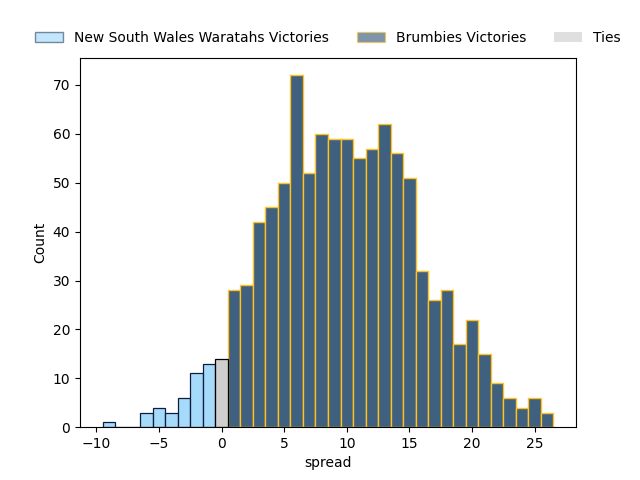 New South Wales Waratahs Victories
Brumbies Victories
Ties
70
60
50
40
30
20
10
0
Count
−10 −5 0 5 10 15 20 25
spread